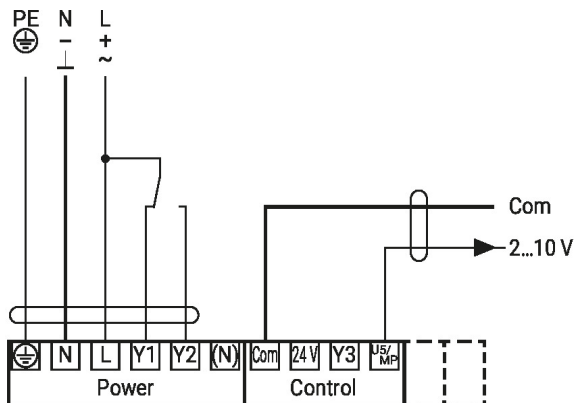 PE N L
– +
⊥ ~
Com
2...10 V
N L Y1 Y2 (N) Com 24 V Y3 U5/MP
Power Control